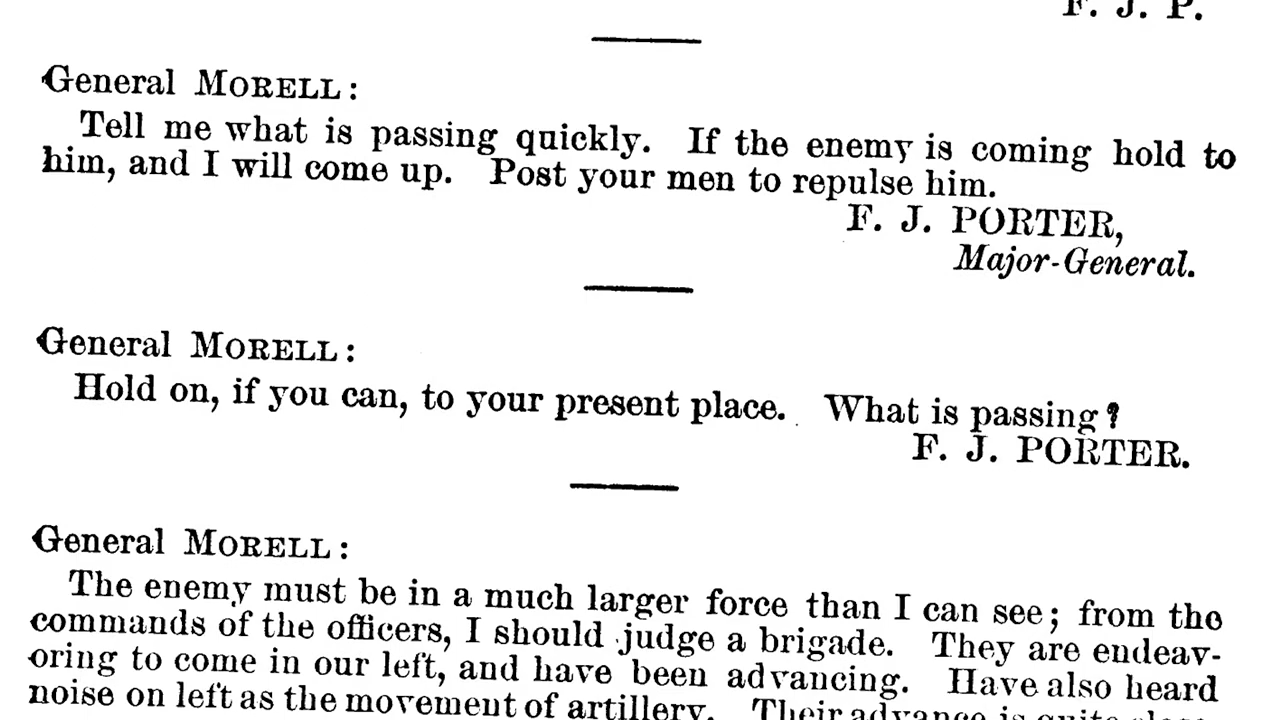 F. J. P.
General MORELL:
Tell me what is passing quickly. If the enemy is coming hold to
him, and I will come up. Post your men to repulse him.
F. J. PORTER,
Major-General.
General MORELL:
Hold on, if you can, to your present place. What is passing?
F. J. PORTER.
General MORELL:
The enemy must be in a much larger force than I can see; from the
commands of the officers, I should judge a brigade. They are endeav-
oring to come in our left, and have been advancing. Have also heard
noise on left as the movement of artillery. Their advance is quite